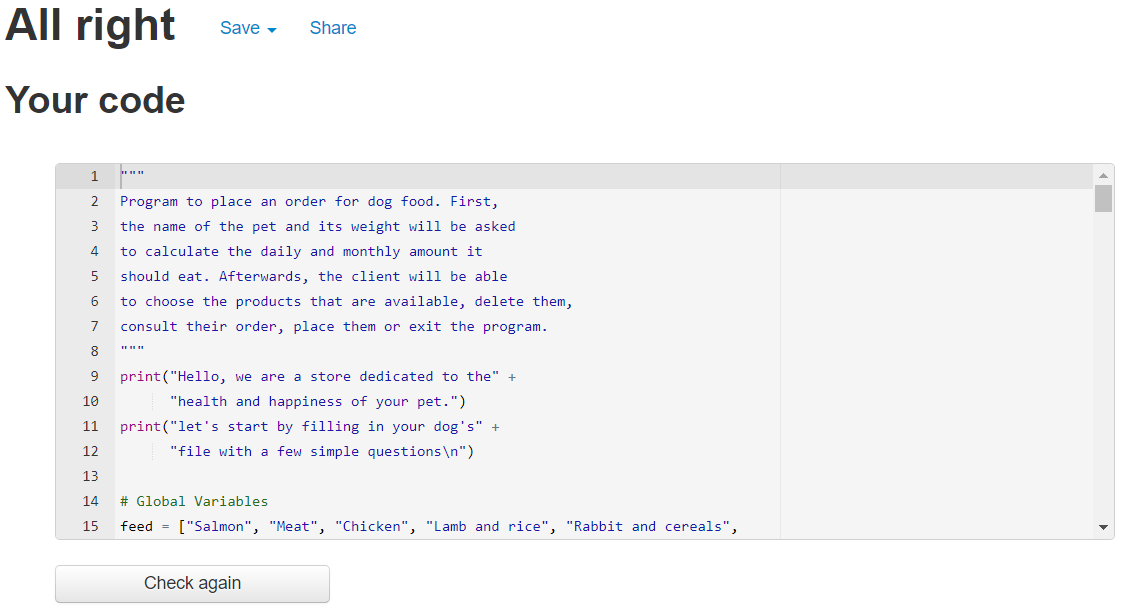 All right Save Share
Your code
1 """
2 Program to place an order for dog food. First,
3 the name of the pet and its weight will be asked
4 to calculate the daily and monthly amount it
5 should eat. Afterwards, the client will be able
6 to choose the products that are available, delete them,
7 consult their order, place them or exit the program.
8 """
9 print("Hello, we are a store dedicated to the" +
10 "health and happiness of your pet.")
11 print("let's start by filling in your dog's" +
12 "file with a few simple questions\n")
13
14 # Global Variables
15 feed = ["Salmon", "Meat", "Chicken", "Lamb and rice", "Rabbit and cereals",
Check again